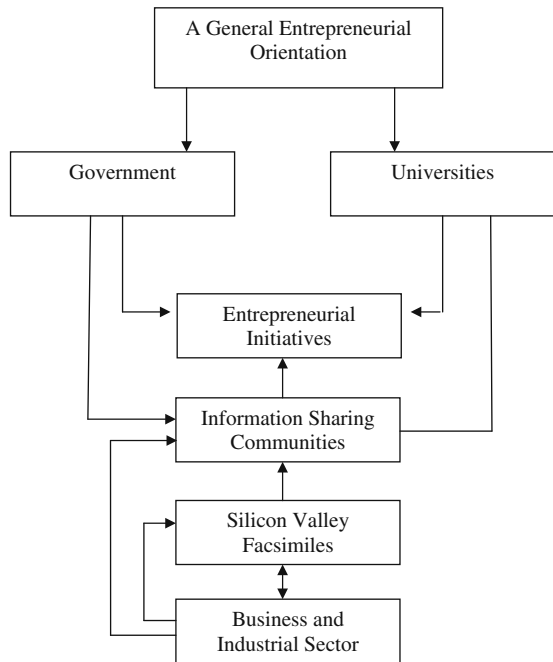 A General Entrepreneurial
Orientation
Government
Universities
Entrepreneurial
Initiatives
Information Sharing
Communities
Silicon Valley
Facsimiles
Business and
Industrial Sector